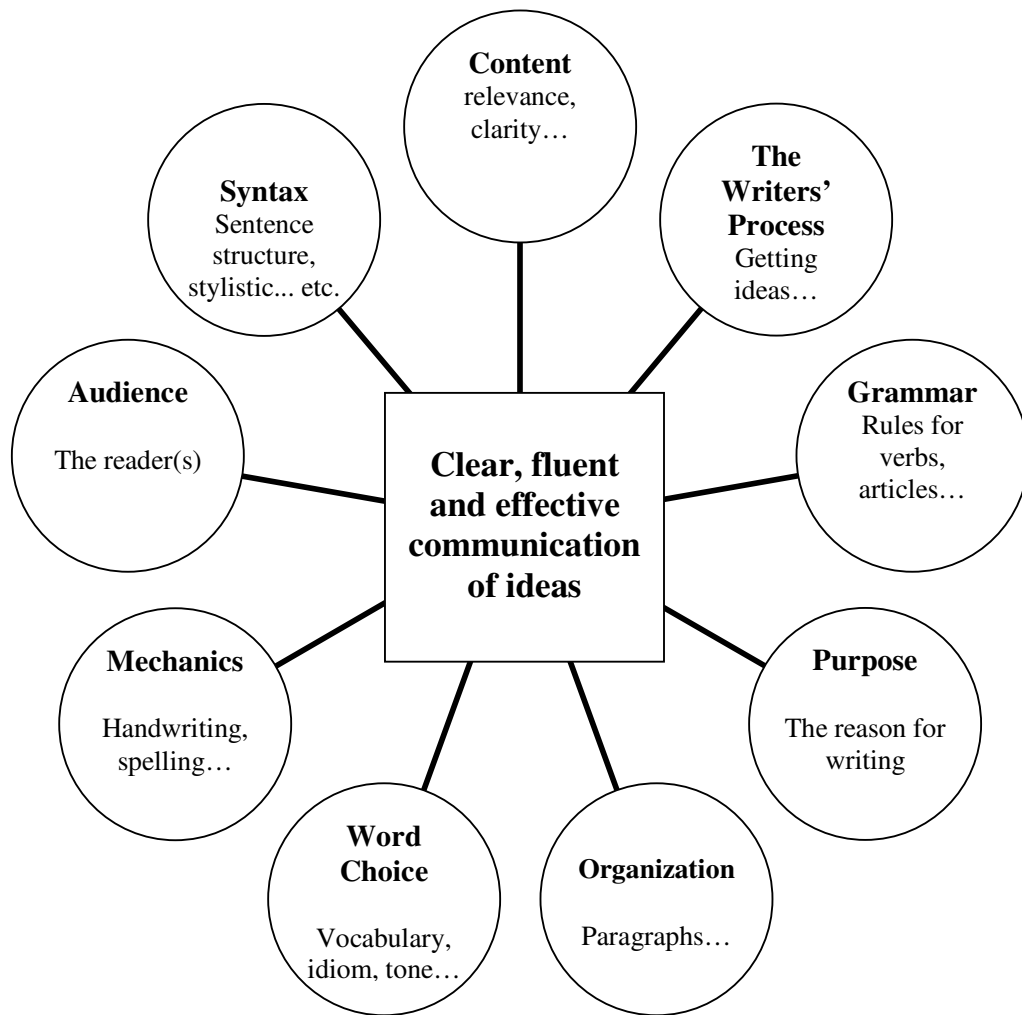 Content
relevance,
clarity…
The
Writers’
Process
Getting
ideas…
Syntax
Sentence
structure,
stylistic... etc.
Audience
The reader(s)
Grammar
Rules for
verbs,
articles…
Clear, fluent
and effective
communication
of ideas
Mechanics
Handwriting,
spelling…
Purpose
The reason for
writing
Word
Choice
Vocabulary,
idiom, tone…
Organization
Paragraphs…